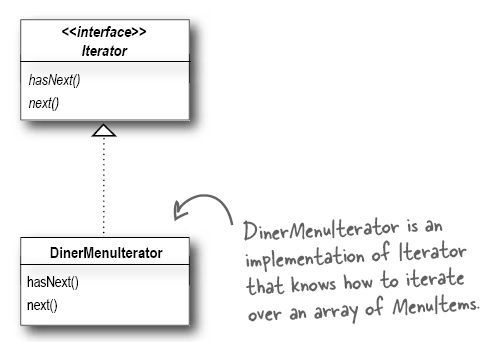 <<interface>>
Iterator
hasNext()
next()
DinerMenuIterator is an
implementation of Iterator
that knows how to iterate
over an array of MenuItems.
DinerMenuIterator
hasNext()
next()